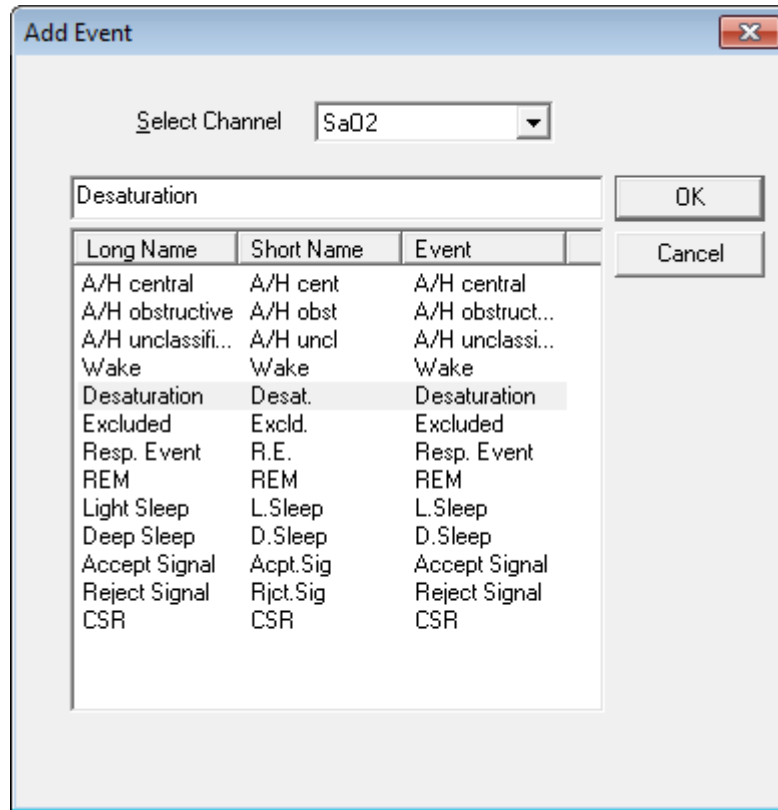 Add Event
Select Channel SaO2
Desaturation OK
Long Name Short Name Event Cancel
A/H central A/H cent A/H central
A/H obstructive A/H obst A/H obstruct...
A/H unclassifi... A/H uncl A/H unclassi...
Wake Wake Wake
Desaturation Desat. Desaturation
Excluded Excld. Excluded
Resp. Event R.E. Resp. Event
REM REM REM
Light Sleep L.Sleep L.Sleep
Deep Sleep D.Sleep D.Sleep
Accept Signal Acpt.Sig Accept Signal
Reject Signal Rjct.Sig Reject Signal
CSR CSR CSR